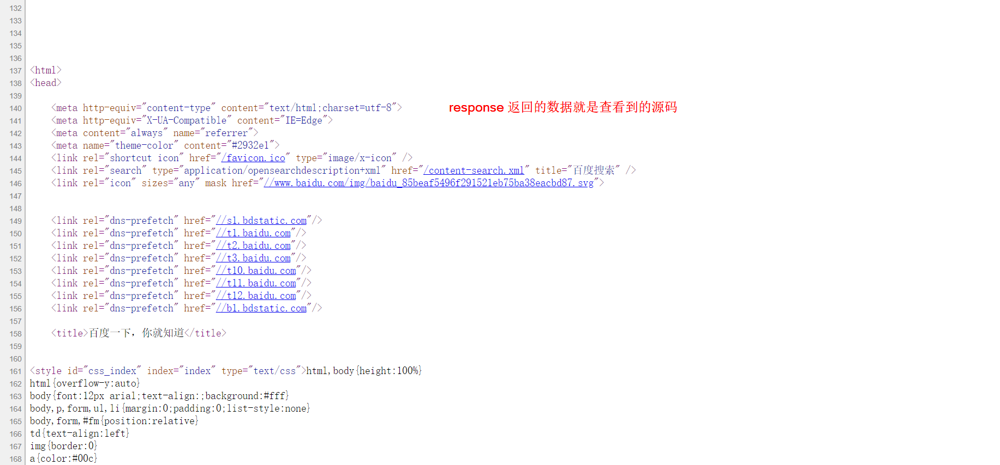 132
133
134
135
136
137 <html>
138 <head>
139
140 <meta http-equiv="content-type" content="text/html;charset=utf-8"> response 返回的数据就是查看到的源码
141 <meta http-equiv="X-UA-Compatible" content="IE=Edge">
142 <meta content="always" name="referrer">
143 <meta name="theme-color" content="#2932e1">
144 <link rel="shortcut icon" href="/favicon.ico" type="image/x-icon" />
145 <link rel="search" type="application/opensearchdescription+xml" href="/content-search.xml" title="百度搜索" />
146 <link rel="icon" sizes="any" mask href="//www.baidu.com/img/baidu_85beaf5496f291521eb75ba38eacbd87.svg">
147
148
149 <link rel="dns-prefetch" href="//s1.bdstatic.com"/>
150 <link rel="dns-prefetch" href="//t1.baidu.com"/>
151 <link rel="dns-prefetch" href="//t2.baidu.com"/>
152 <link rel="dns-prefetch" href="//t3.baidu.com"/>
153 <link rel="dns-prefetch" href="//t10.baidu.com"/>
154 <link rel="dns-prefetch" href="//t11.baidu.com"/>
155 <link rel="dns-prefetch" href="//t12.baidu.com"/>
156 <link rel="dns-prefetch" href="//b1.bdstatic.com"/>
157
158 <title>百度一下，你就知道</title>
159
160
161 <style id="css_index" index="index" type="text/css">html,body{height:100%}
162 html{overflow-y:auto}
163 body{font:12px arial;text-align:;background:#fff}
164 body,p,form,ul,li{margin:0;padding:0;list-style:none}
165 body,form,#fm{position:relative}
166 td{text-align:left}
167 img{border:0}
168 a{color:#00c}